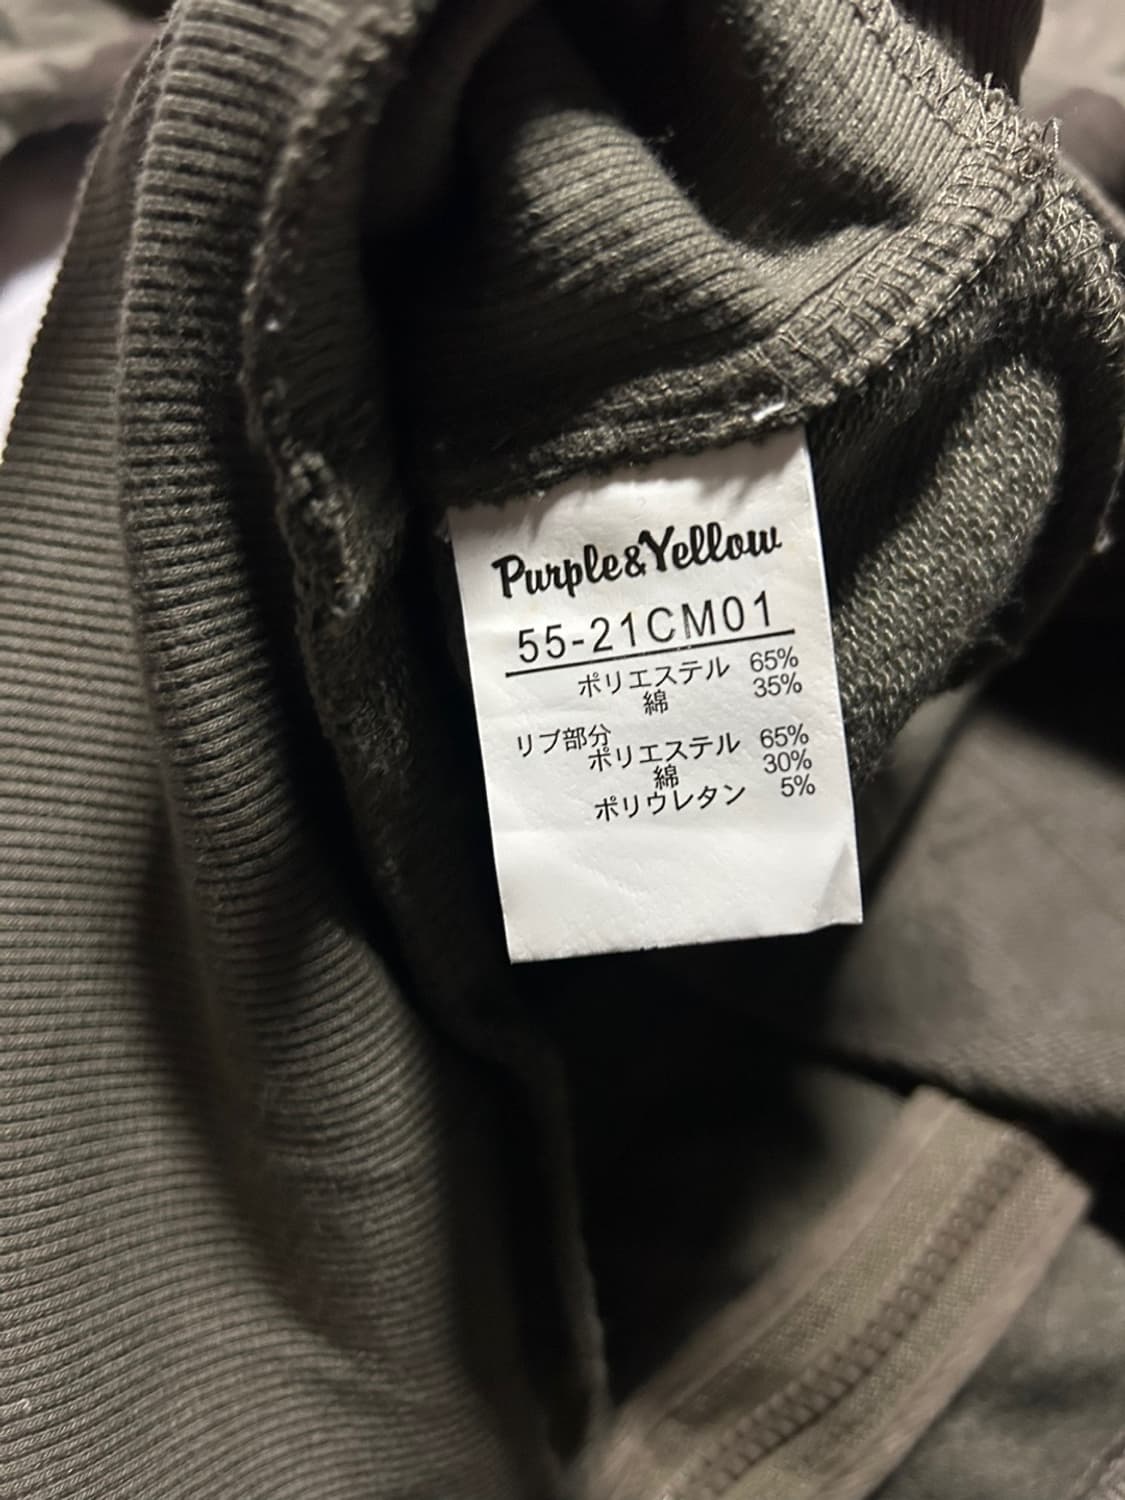 Purple&Yellow
55-21CM01
ポリエステル 65%
綿 35%
リブ部分
ポリエステル 65%
綿 30%
ポリウレタン 5%